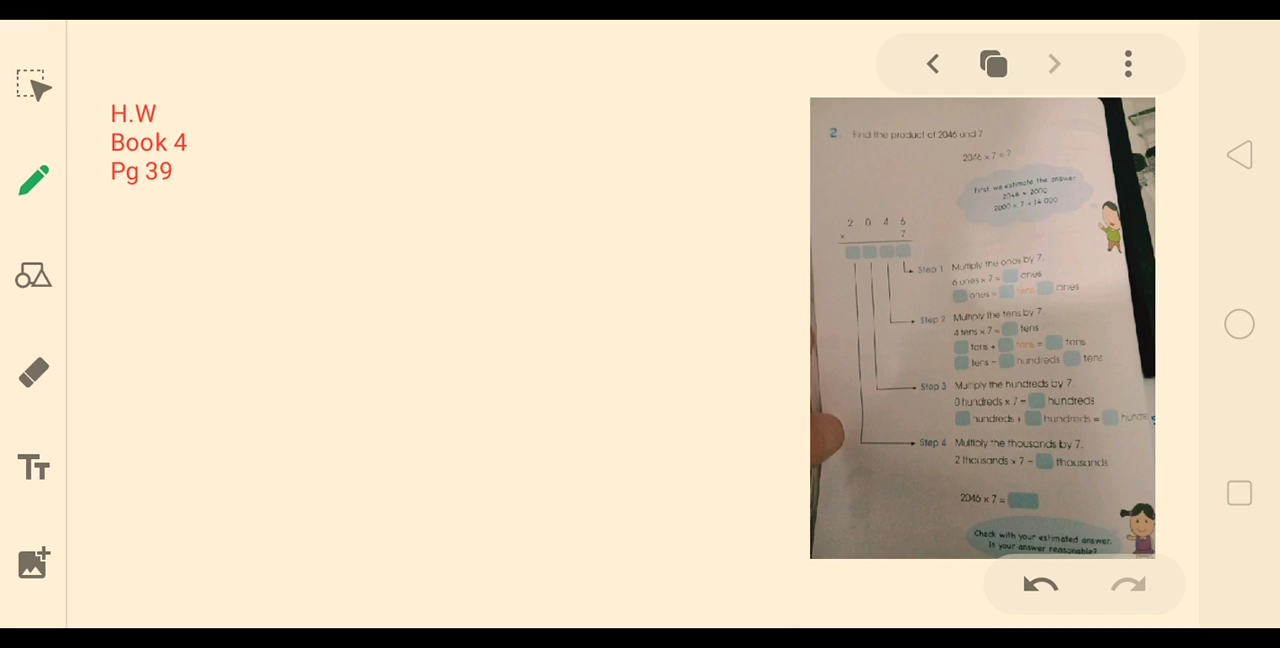 H.W
Book 4
Pg 39
2. Find the product of 2046 and 7
2046 x 7 = ?
First we estimate the answer
2046 ≈ 2000
2000 x 7 = 14 000
2 0 4 6
x 7
Step 1 Multiply the ones by 7.
6 ones x 7 = ones
ones = tens ones
Step 2 Multiply the tens by 7.
4 tens x 7 = tens
tens + tens = tens
tens = hundreds tens
Step 3 Multiply the hundreds by 7.
0 hundreds x 7 = hundreds
hundreds + hundreds =
Step 4 Multiply the thousands by 7.
2 thousands x 7 = thousands
2046 x 7 =
Check with your estimated answer.
Is your answer reasonable?
Tт